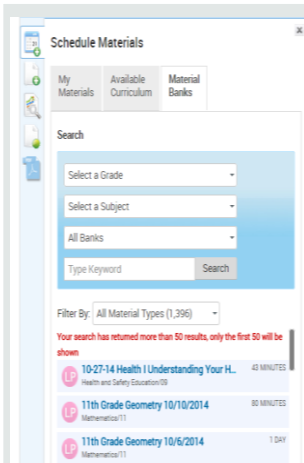 Schedule Materials
x
My Materials
Available Curriculum
Material Banks
Search
Select a Grade
Select a Subject
All Banks
Type Keyword
Search
Filter By: All Material Types (1,396)
Your search has returned more than 50 results, only the first 50 will be
shown
LP
10-27-14 Health I Understanding Your H...
43 MINUTES
Health and Safety Education/09
LP
11th Grade Geometry 10/10/2014
80 MINUTES
Mathematics/11
LP
11th Grade Geometry 10/6/2014
1 DAY
Mathematics/11